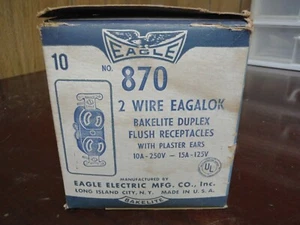 EAGLE
10
NO. 870
2 WIRE EAGALOK
BAKELITE DUPLEX
FLUSH RECEPTACLES
WITH PLASTER EARS
10A-250V - 15A-125V
UL
MANUFACTURED BY
EAGLE ELECTRIC MFG. CO., Inc.
LONG ISLAND CITY, N. Y. MADE IN U. S. A.
BAKELITE